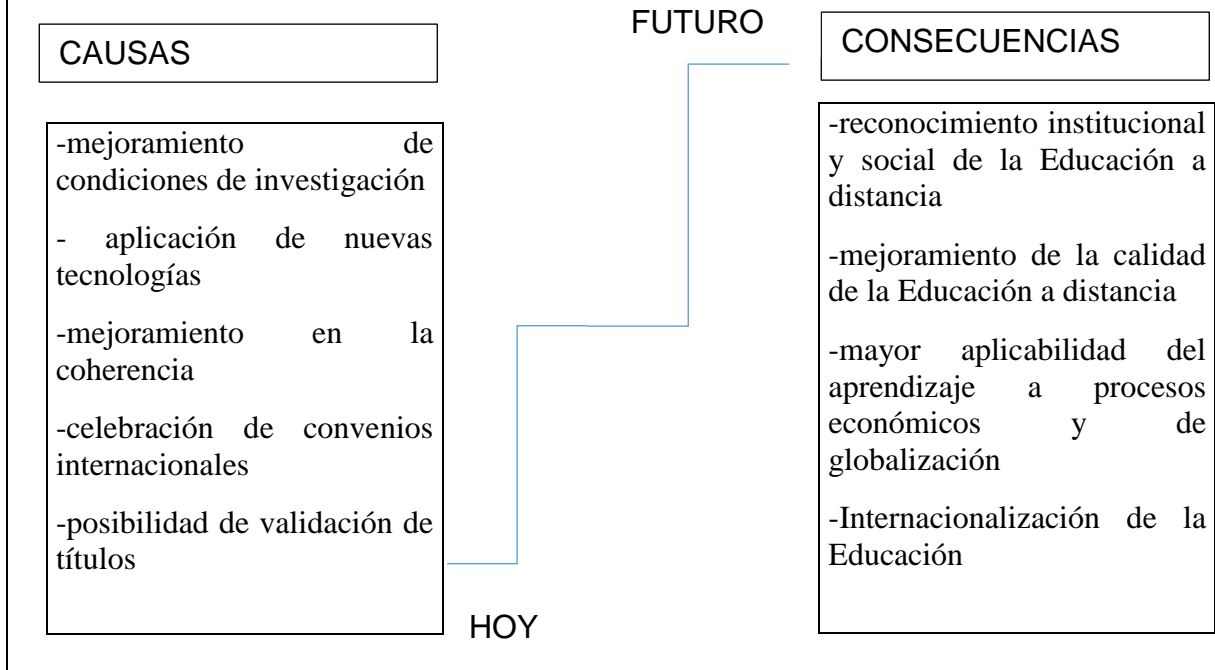 CAUSAS
-mejoramiento de
condiciones de investigación
- aplicación de nuevas
tecnologías
-mejoramiento en la
coherencia
-celebración de convenios
internacionales
-posibilidad de validación de
títulos
HOY
FUTURO
CONSECUENCIAS
-reconocimiento institucional
y social de la Educación a
distancia
-mejoramiento de la calidad
de la Educación a distancia
-mayor aplicabilidad del
aprendizaje a procesos
económicos y de
globalización
-Internacionalización de la
Educación